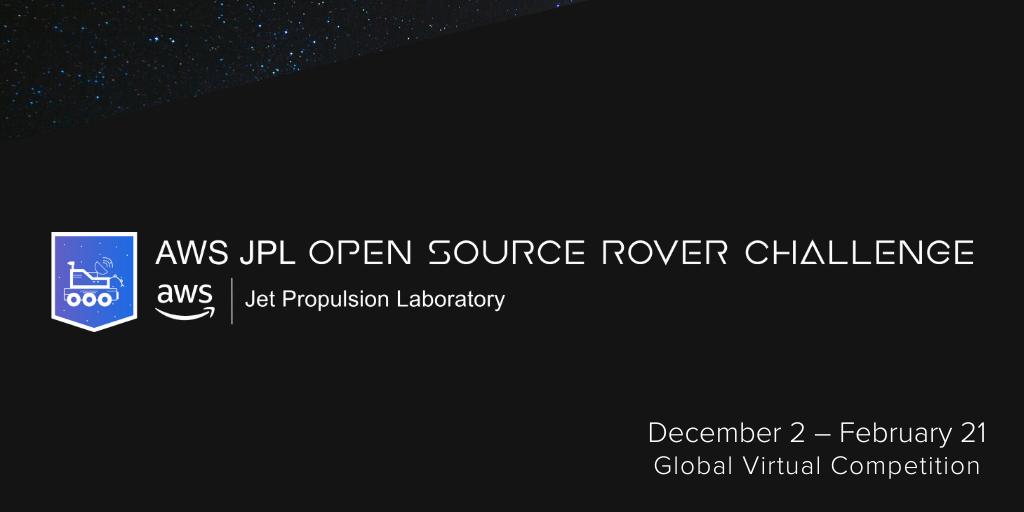 AWS JPL OPEN SOURCE ROVER CHALLENGE
aws
Jet Propulsion Laboratory
December 2 – February 21
Global Virtual Competition